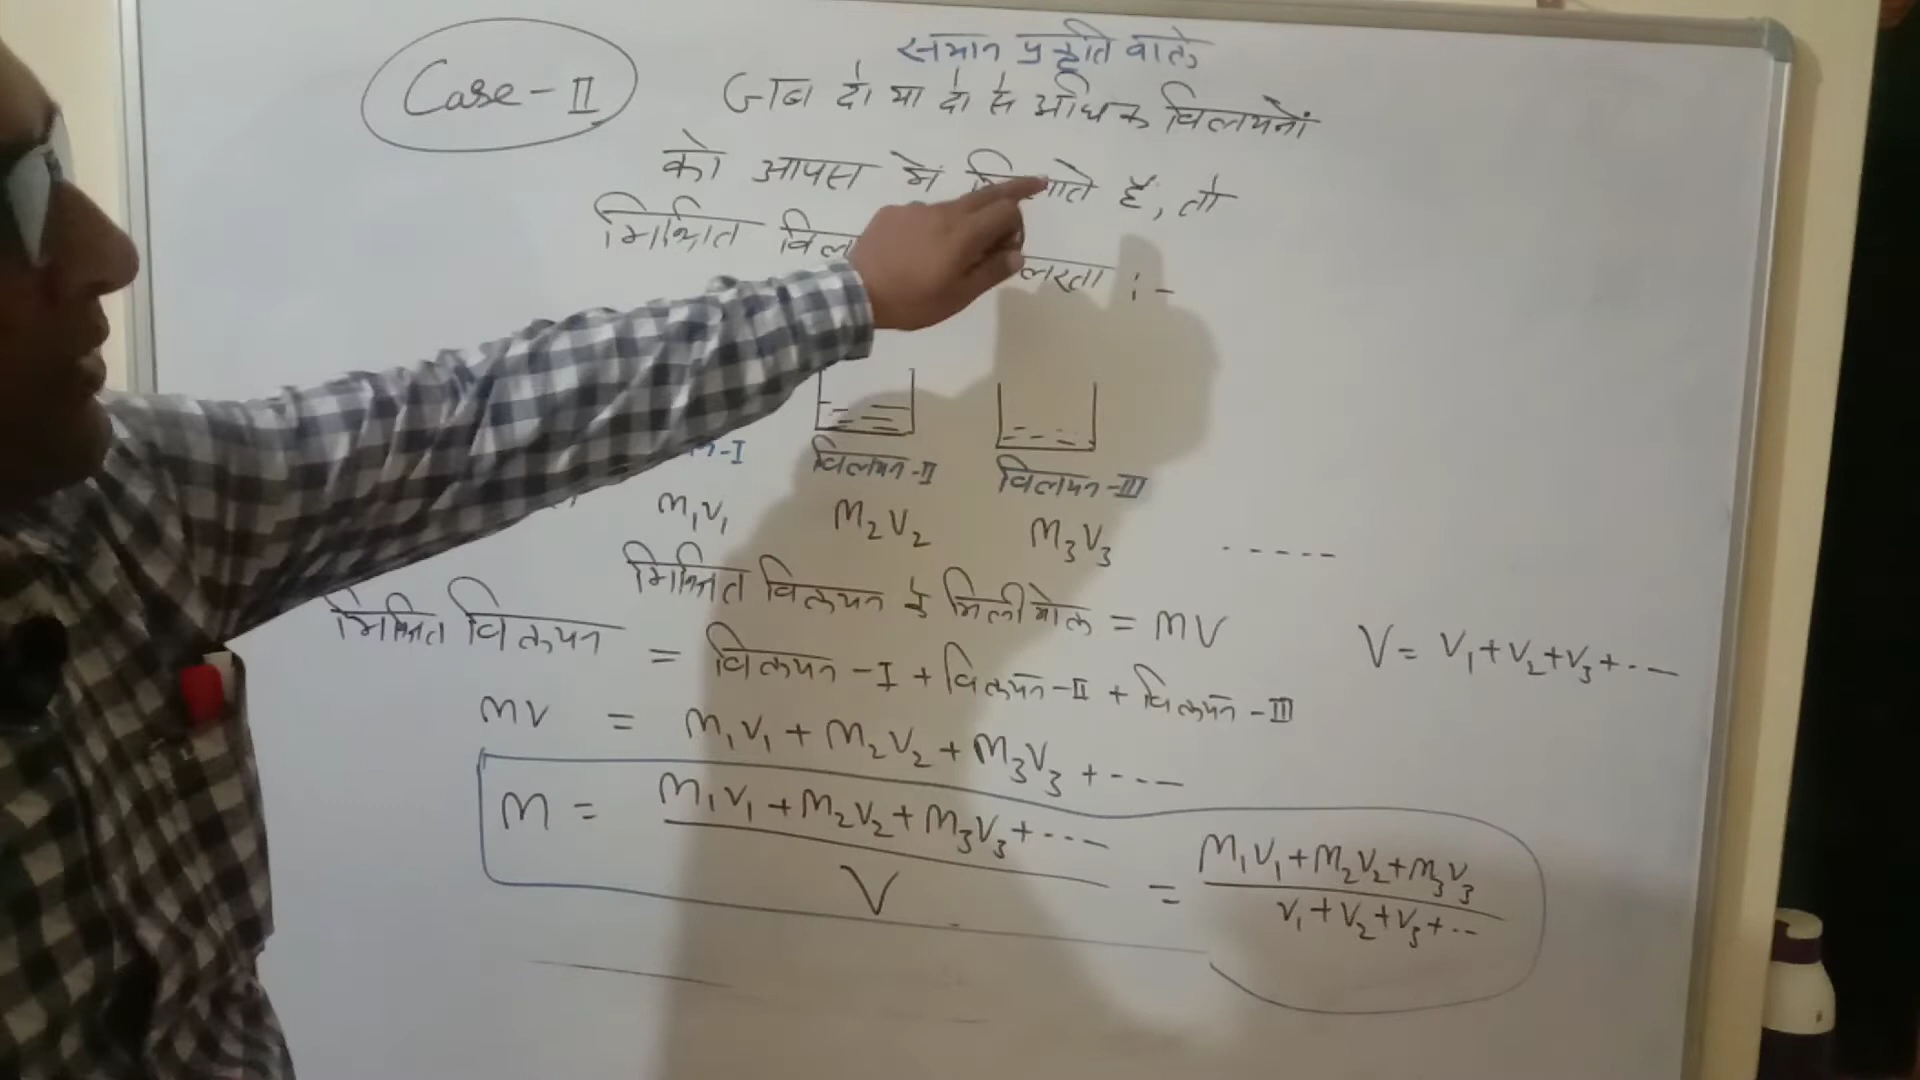 समान प्रकृति वाले
Case-II जब दो या दो से अधिक विलयनों
को आपस में मिलाते हैं, तो
मिश्रित :-
-I विलयन-II विलयन-III
M₁V₁ M₂V₂ M₃V₃ -----
मिश्रित विलयन के मिलीमोल = MV V = V₁+V₂+V₃+---
मिश्रित विलयन = विलयन-I + विलयन-II + विलयन-III
MV = M₁V₁ + M₂V₂ + M₃V₃ + ----
M = (M₁V₁+M₂V₂+M₃V₃+---)/V = (M₁V₁+M₂V₂+M₃V₃)/(V₁+V₂+V₃+--)